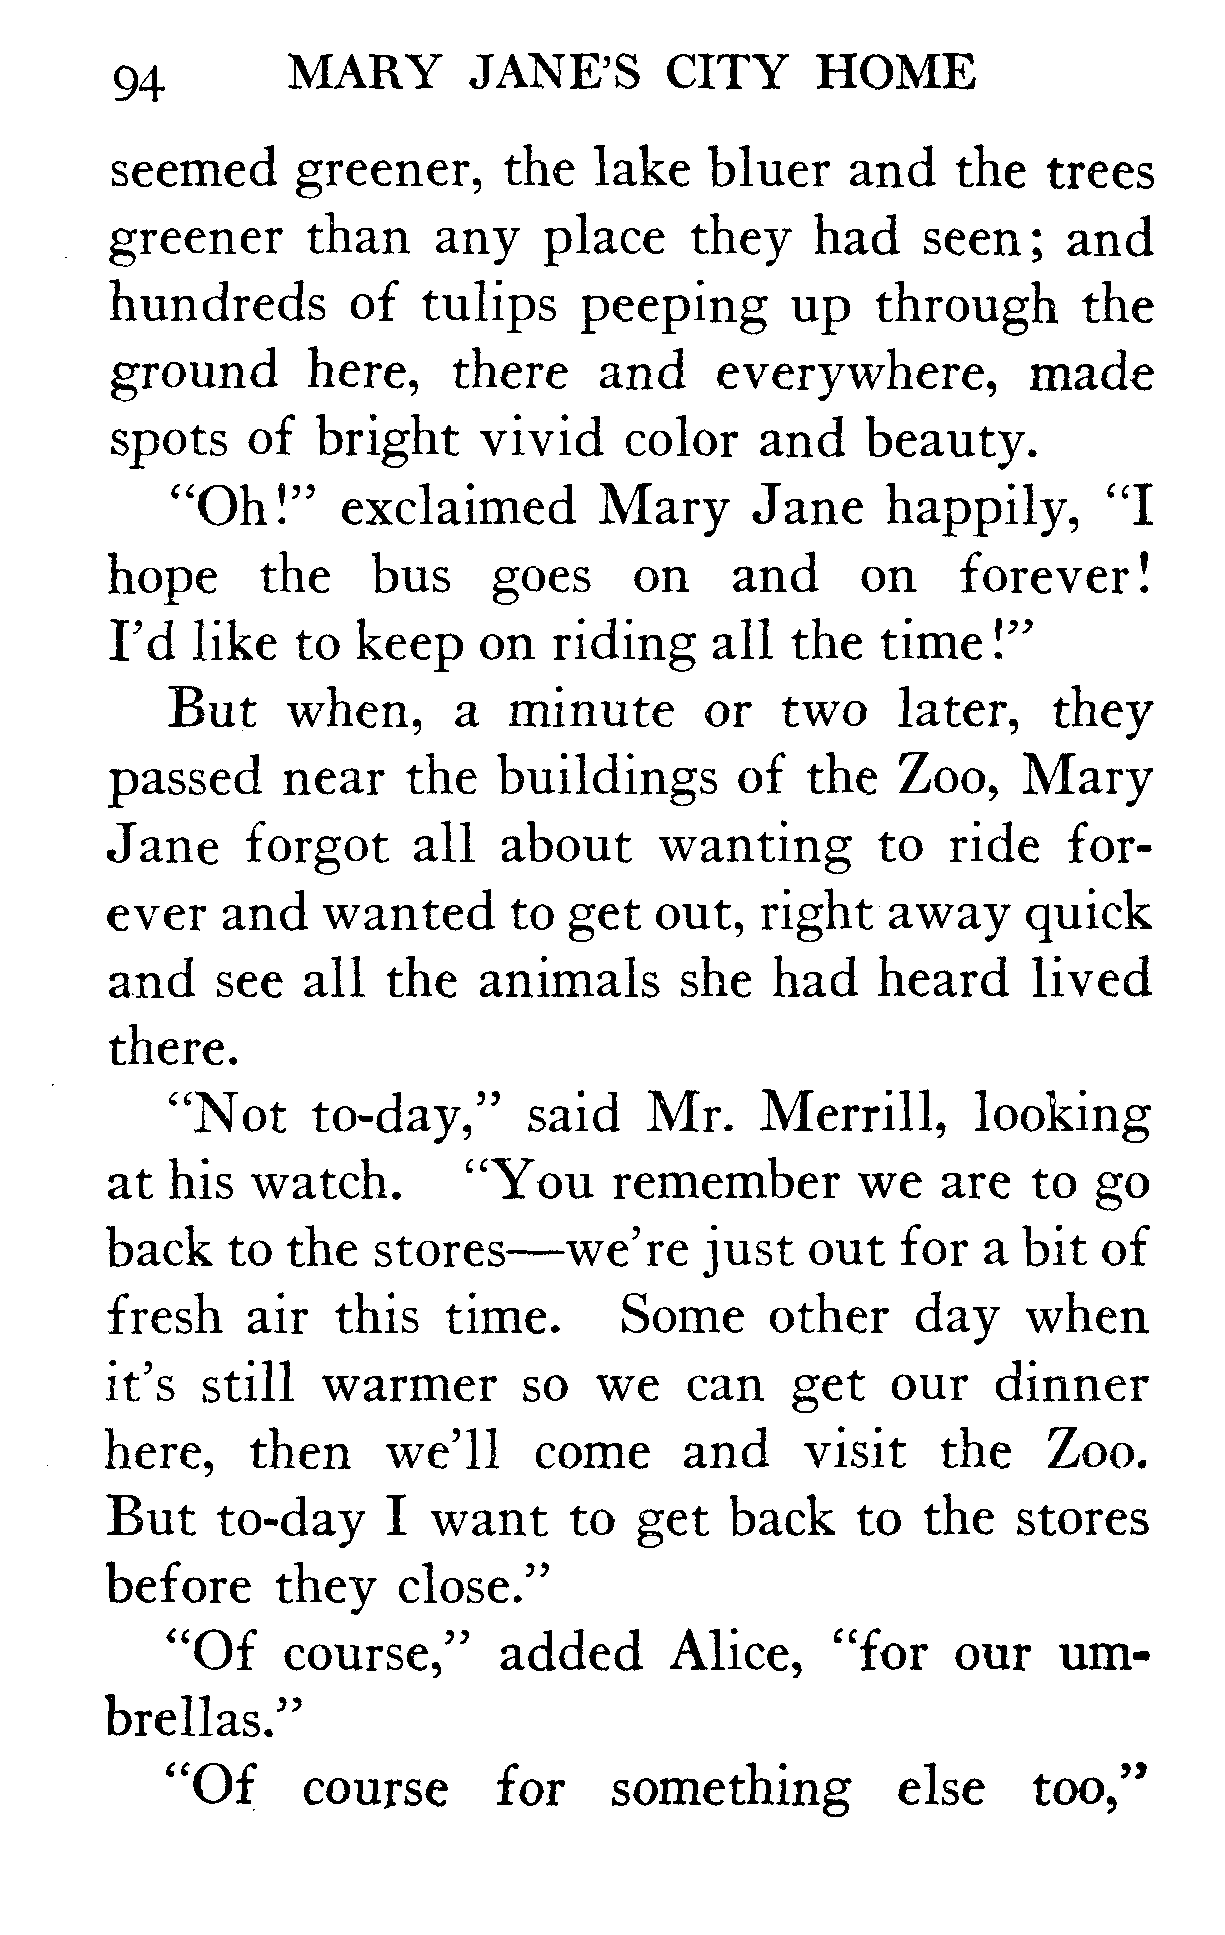 94 MARY JANE'S CITY HOME
seemed greener, the lake bluer and the trees
greener than any place they had seen; and
hundreds of tulips peeping up through the
ground here, there and everywhere, made
spots of bright vivid color and beauty.
“Oh!” exclaimed Mary Jane happily, “I
hope the bus goes on and on forever!
I’d like to keep on riding all the time!”
But when, a minute or two later, they
passed near the buildings of the Zoo, Mary
Jane forgot all about wanting to ride for-
ever and wanted to get out, right away quick
and see all the animals she had heard lived
there.
“Not to-day,” said Mr. Merrill, looking
at his watch. “You remember we are to go
back to the stores—we’re just out for a bit of
fresh air this time. Some other day when
it’s still warmer so we can get our dinner
here, then we’ll come and visit the Zoo.
But to-day I want to get back to the stores
before they close.”
“Of course,” added Alice, “for our um-
brellas.”
“Of course for something else too,”